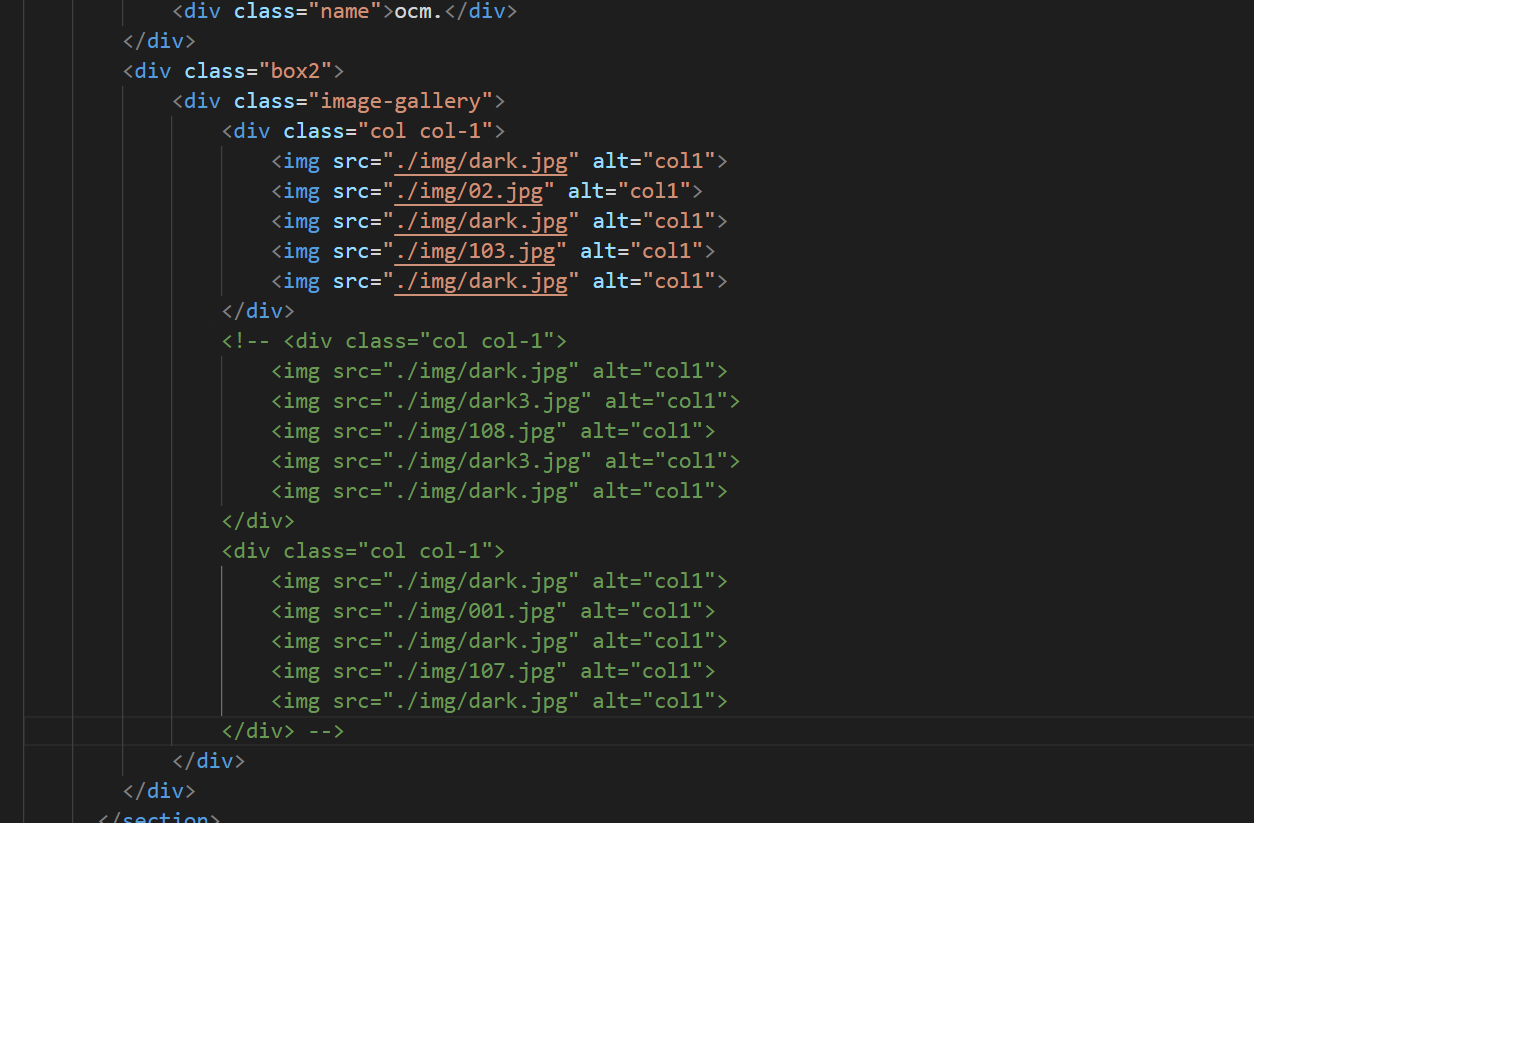 <div class="name">ocm.</div>
</div>
<div class="box2">
<div class="image-gallery">
<div class="col col-1">
<img src="./img/dark.jpg" alt="col1">
<img src="./img/02.jpg" alt="col1">
<img src="./img/dark.jpg" alt="col1">
<img src="./img/103.jpg" alt="col1">
<img src="./img/dark.jpg" alt="col1">
</div>
<!-- <div class="col col-1">
<img src="./img/dark.jpg" alt="col1">
<img src="./img/dark3.jpg" alt="col1">
<img src="./img/108.jpg" alt="col1">
<img src="./img/dark3.jpg" alt="col1">
<img src="./img/dark.jpg" alt="col1">
</div>
<div class="col col-1">
<img src="./img/dark.jpg" alt="col1">
<img src="./img/001.jpg" alt="col1">
<img src="./img/dark.jpg" alt="col1">
<img src="./img/107.jpg" alt="col1">
<img src="./img/dark.jpg" alt="col1">
</div> -->
</div>
</div>
</section>